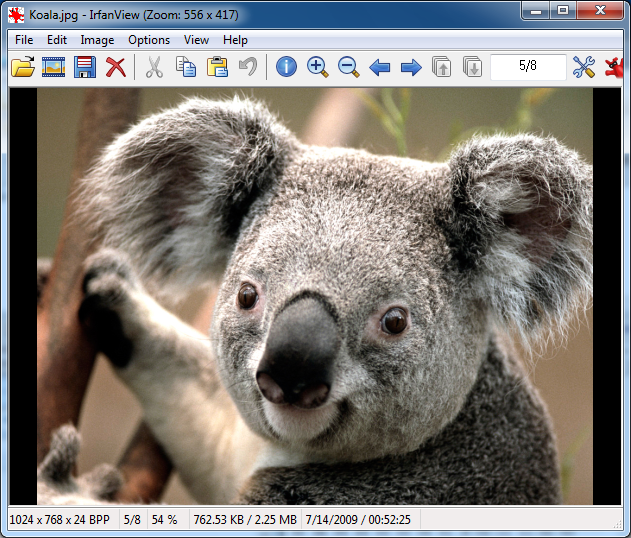 Koala.jpg - IrfanView (Zoom: 556 x 417)
File Edit Image Options View Help
5/8
1024 x 768 x 24 BPP 5/8 54 % 762.53 KB / 2.25 MB 7/14/2009 / 00:52:25